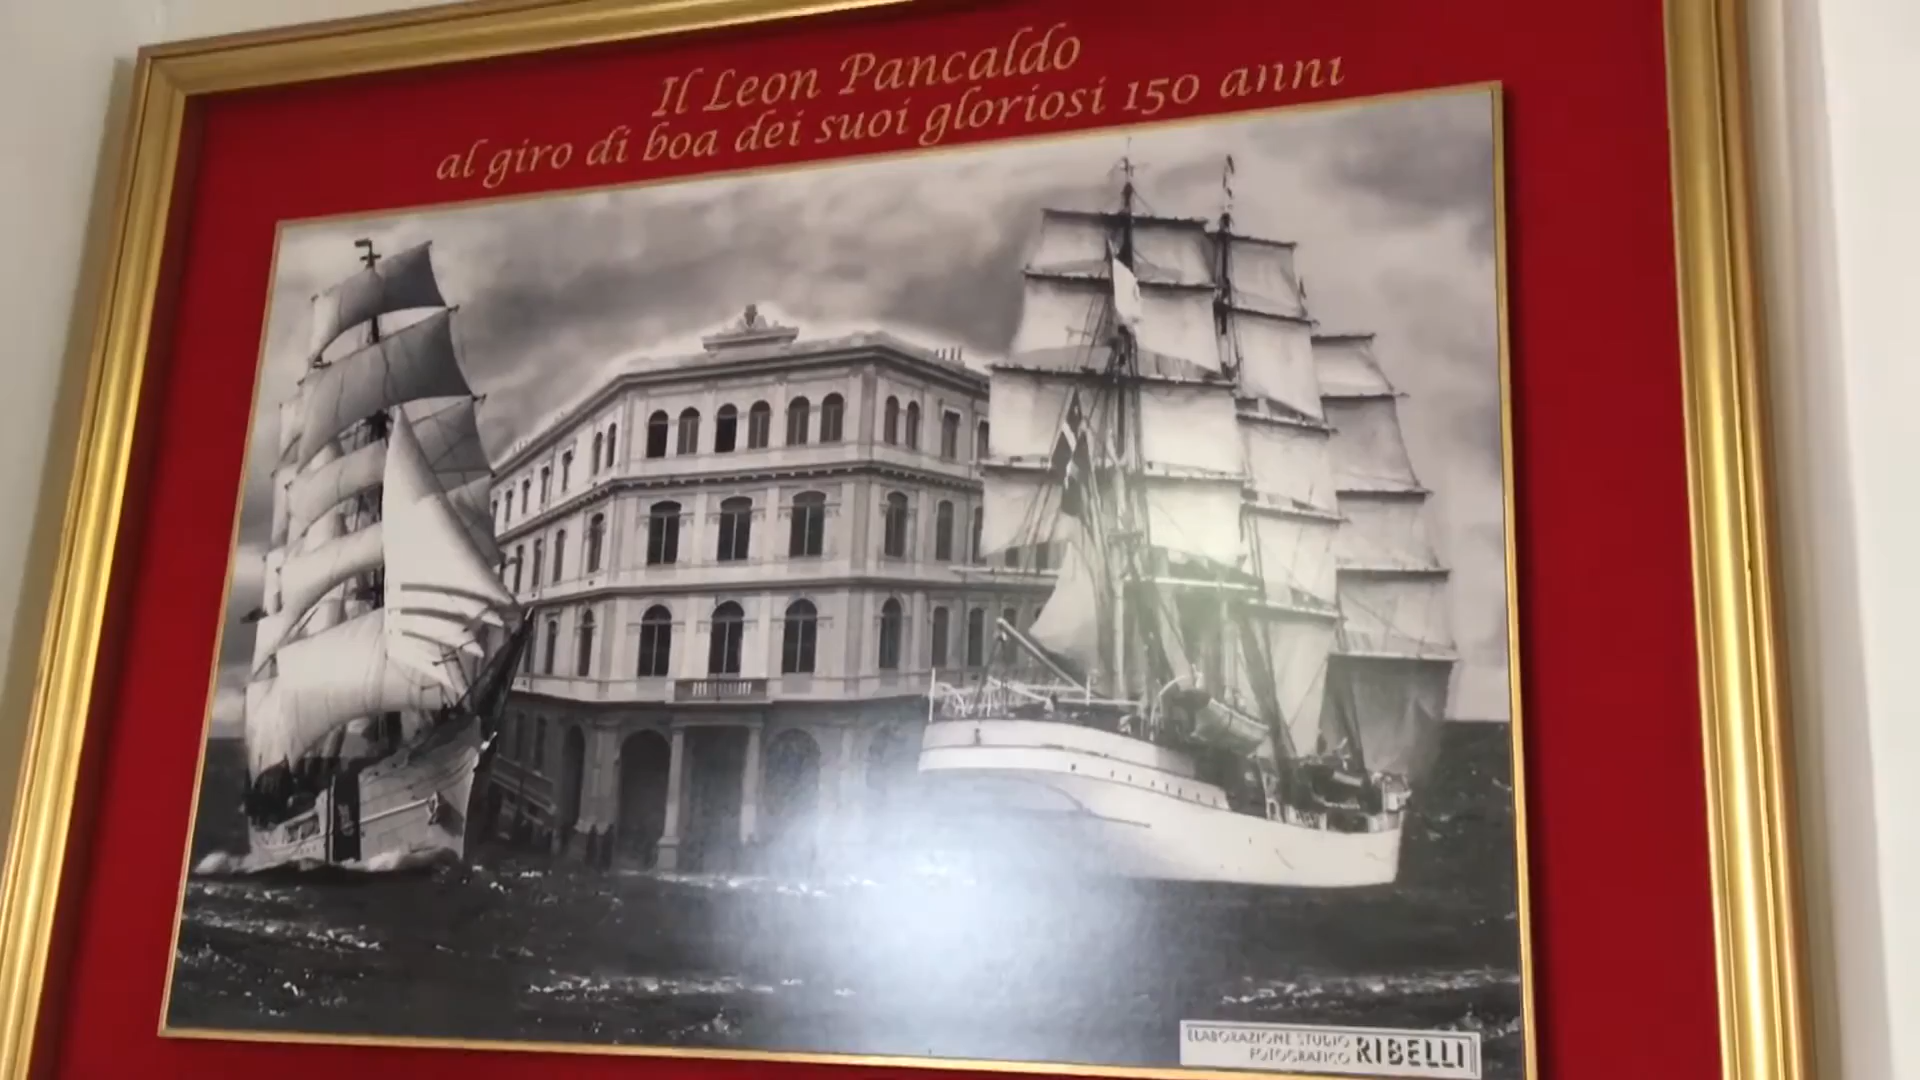 Il Leon Pancaldo
al giro di boa dei suoi gloriosi 150 anni
ELABORAZIONE STUDIO
FOTOGRAFICO RIBELLI